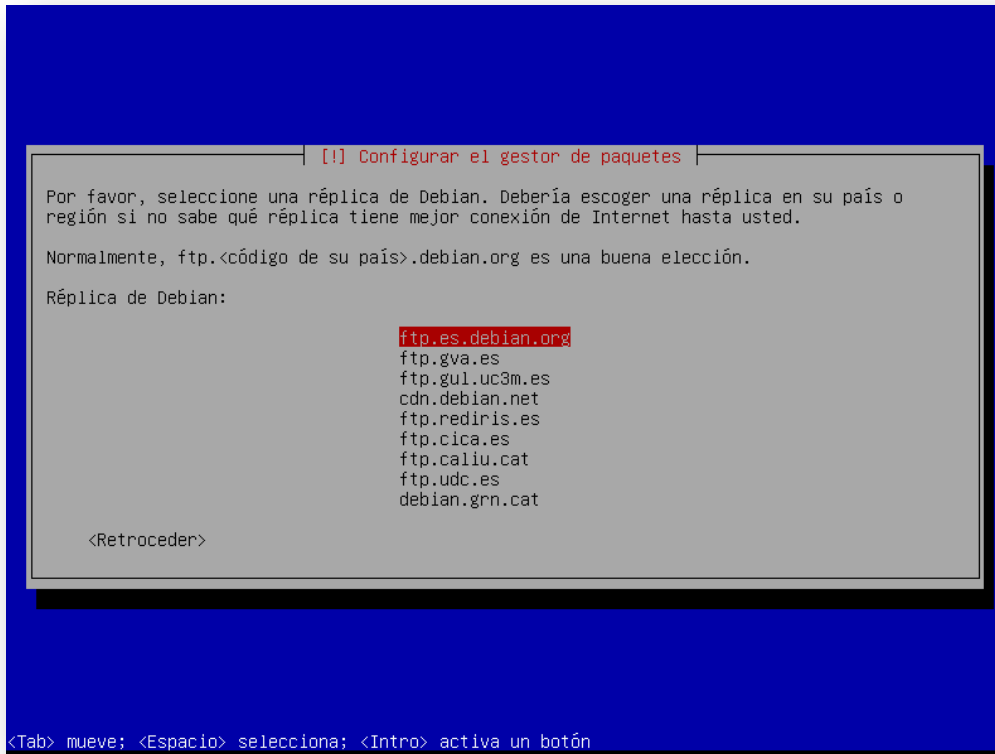 [!] Configurar el gestor de paquetes
Por favor, seleccione una réplica de Debian. Debería escoger una réplica en su país o
región si no sabe qué réplica tiene mejor conexión de Internet hasta usted.
Normalmente, ftp.<código de su país>.debian.org es una buena elección.
Réplica de Debian:
ftp.es.debian.org
ftp.gva.es
ftp.gul.uc3m.es
cdn.debian.net
ftp.rediris.es
ftp.cica.es
ftp.caliu.cat
ftp.udc.es
debian.grn.cat
<Retroceder>
<Tab> mueve; <Espacio> selecciona; <Intro> activa un botón